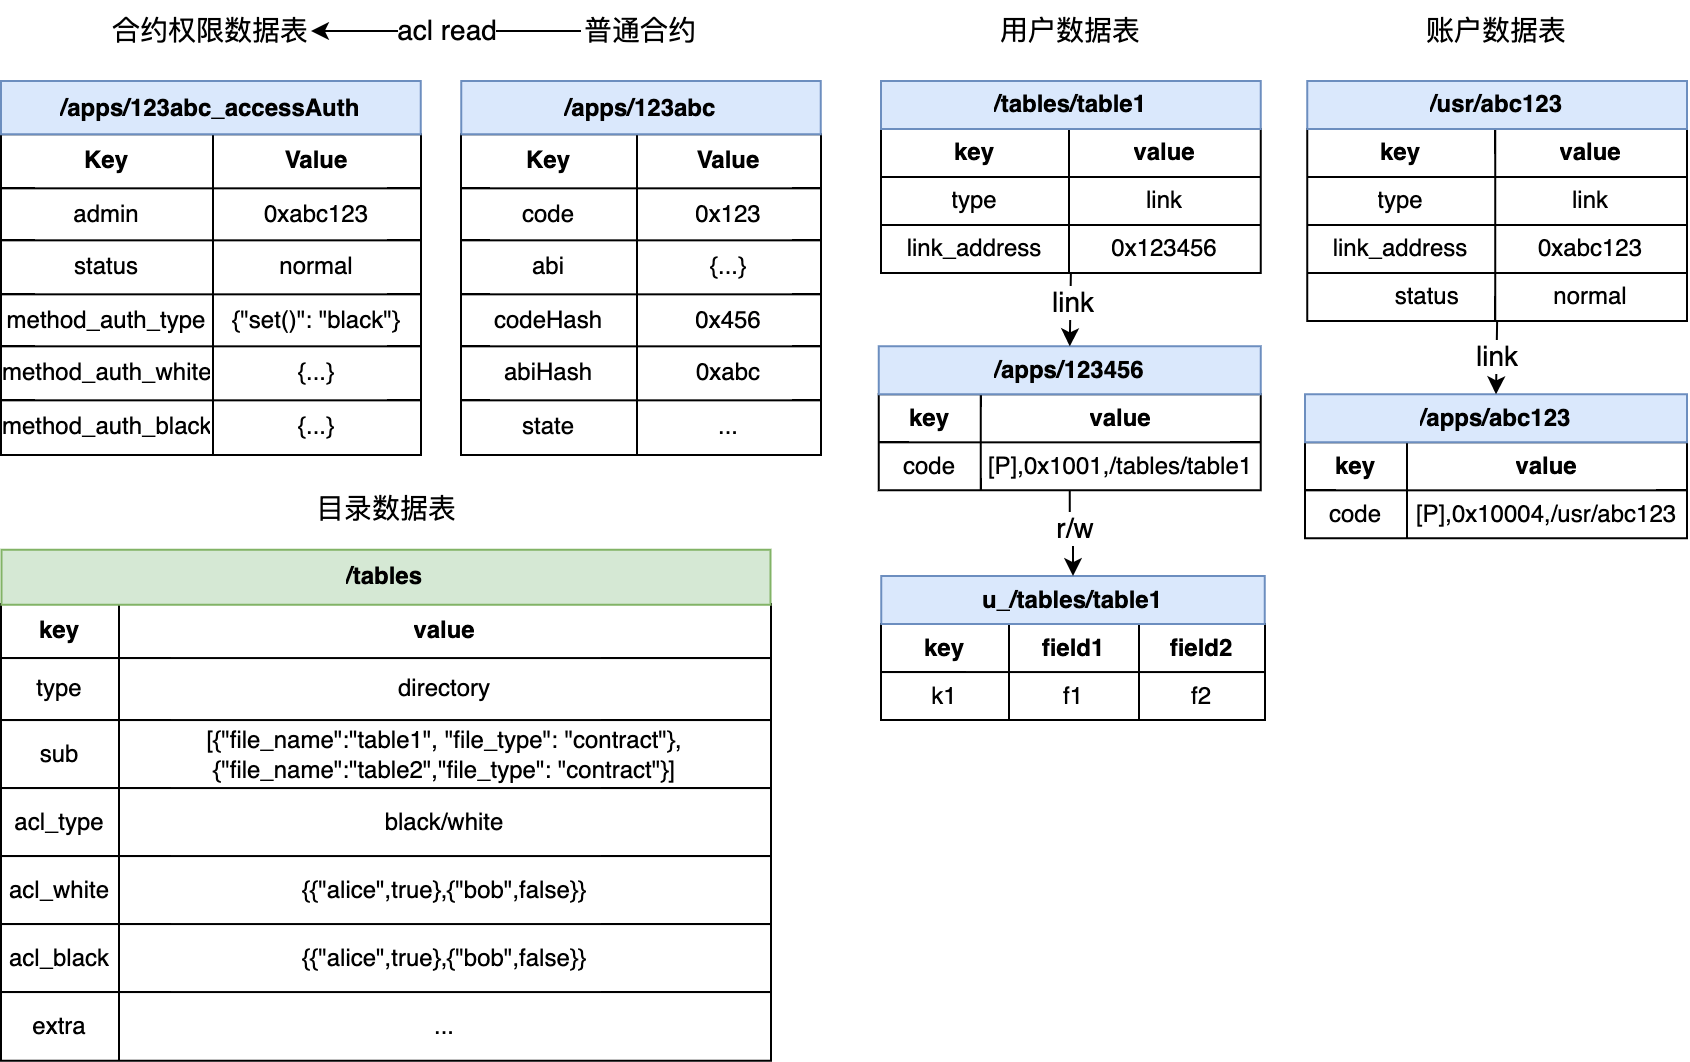 合约权限数据表
acl read
普通合约
/apps/123abc_accessAuth
Key Value
admin 0xabc123
status normal
method_auth_type {"set()": "black"}
method_auth_white {...}
method_auth_black {...}
/apps/123abc
Key Value
code 0x123
abi {...}
codeHash 0x456
abiHash 0xabc
state ...
目录数据表
/tables
key value
type directory
sub [{"file_name":"table1", "file_type": "contract"},
{"file_name":"table2","file_type": "contract"}]
acl_type black/white
acl_white {{"alice",true},{"bob",false}}
acl_black {{"alice",true},{"bob",false}}
extra ...
用户数据表
/tables/table1
key value
type link
link_address 0x123456
link
/apps/123456
key value
code [P],0x1001,/tables/table1
r/w
u_/tables/table1
key field1 field2
k1 f1 f2
账户数据表
/usr/abc123
key value
type link
link_address 0xabc123
status normal
link
/apps/abc123
key value
code [P],0x10004,/usr/abc123